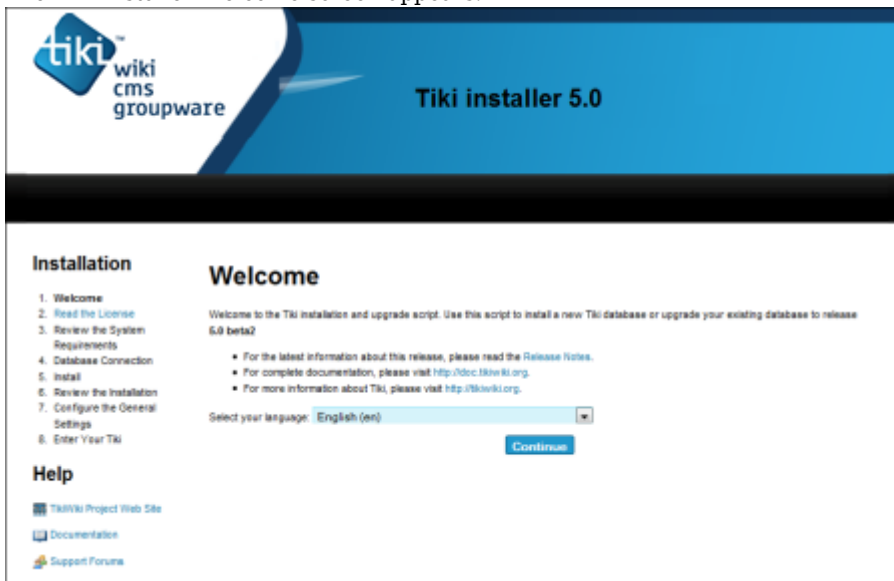 tiki™
wiki
cms
groupware
Tiki installer 5.0
Installation
1. Welcome
2. Read the License
3. Review the System
Requirements
4. Database Connection
5. Install
6. Review the Installation
7. Configure the General
Settings
8. Enter Your Tiki
Help
TikiWiki Project Web Site
Documentation
Support Forums
Welcome
Welcome to the Tiki installation and upgrade script. Use this script to install a new Tiki database or upgrade your existing database to release
5.0 beta2
• For the latest information about this release, please read the Release Notes.
• For complete documentation, please visit http://doc.tikiwiki.org.
• For more information about Tiki, please visit http://tikiwiki.org.
Select your language: English (en)
Continue